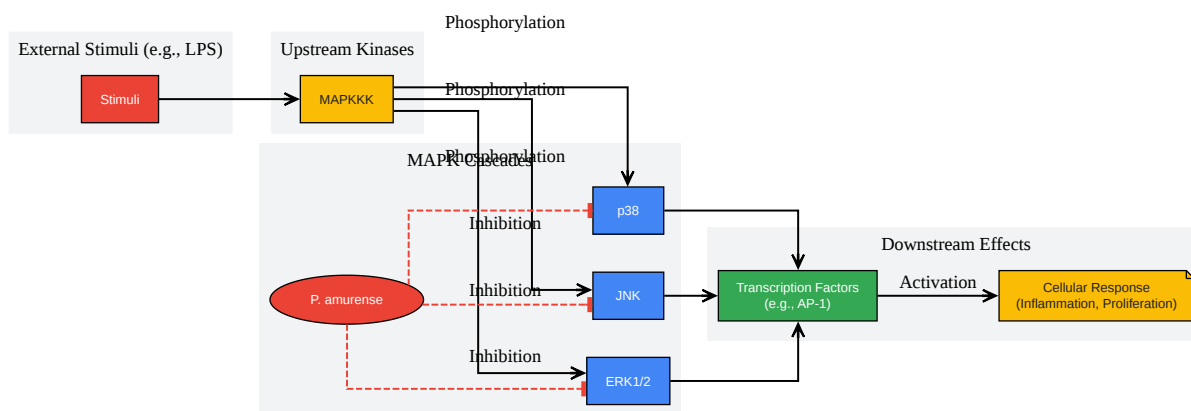 Phosphorylation
External Stimuli (e.g., LPS)
Upstream Kinases
Stimuli
MAPKKK
Phosphorylation
Phosphorylation
MAPK Cascades
p38
Inhibition
Downstream Effects
P. amurense
Inhibition
JNK
Transcription Factors
(e.g., AP-1)
Activation
Cellular Response
(Inflammation, Proliferation)
Inhibition
ERK1/2